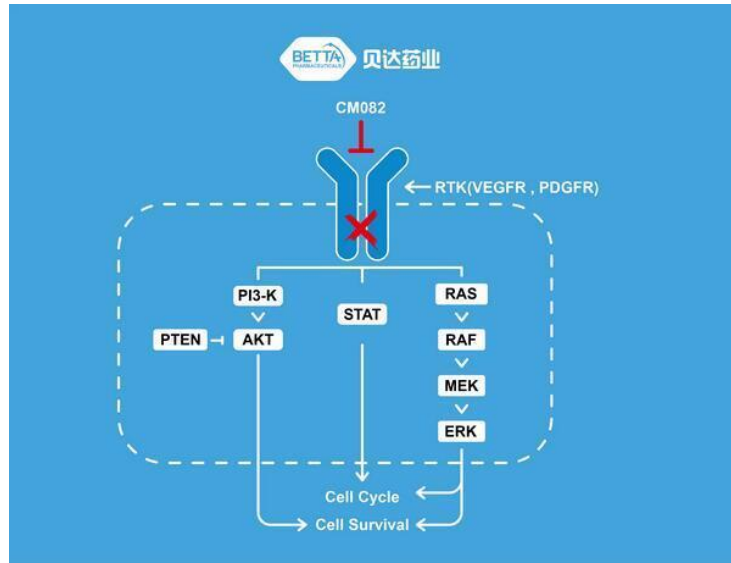 BETTA 贝达药业
PHARMACEUTICALS
CM082
RTK(VEGFR , PDGFR)
PI3-K
RAS
STAT
PTEN
AKT
RAF
MEK
ERK
Cell Cycle
Cell Survival